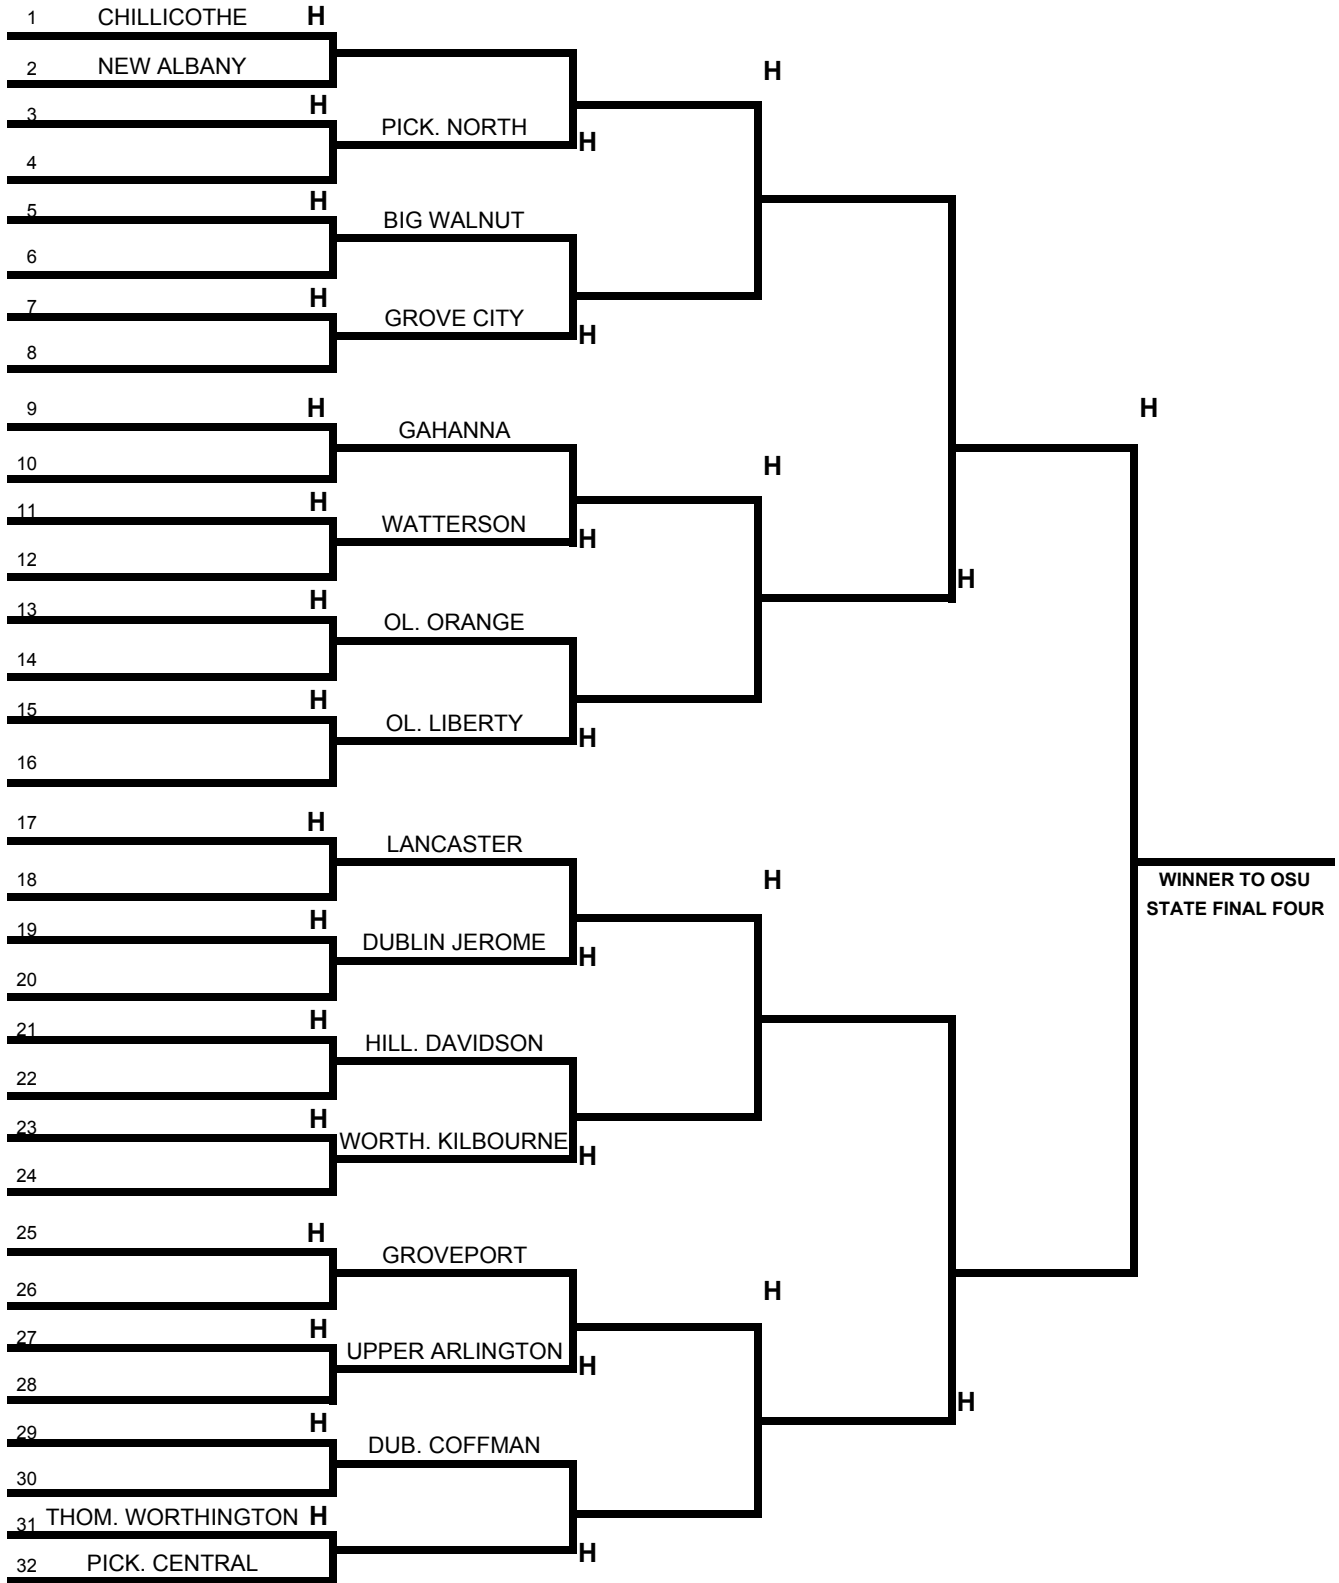 1 CHILLICOTHE H
2 NEW ALBANY
H
3 H
PICK. NORTH
H
4
5 H
BIG WALNUT
6
7 H
GROVE CITY
H
8
9 H
H
GAHANNA
10
H
11 H
WATTERSON
H
12
H
13 H
OL. ORANGE
14
15 H
OL. LIBERTY
H
16
17 H
LANCASTER
18
H
WINNER TO OSU
STATE FINAL FOUR
19 H
DUBLIN JEROME
H
20
21 H
HILL. DAVIDSON
22
23 H
WORTH. KILBOURNE
H
24
25 H
GROVEPORT
26
H
27 H
UPPER ARLINGTON
H
28
H
29 H
DUB. COFFMAN
30
31 THOM. WORTHINGTON H
H
32 PICK. CENTRAL